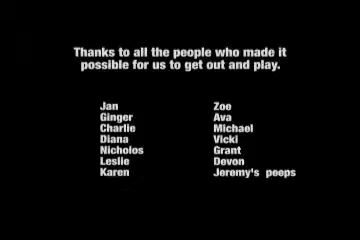 Thanks to all the people who made it
possible for us to get out and play.
Jan
Ginger
Charlie
Diana
Nicholos
Leslie
Karen
Zoe
Ava
Michael
Vicki
Grant
Devon
Jeremy's peeps